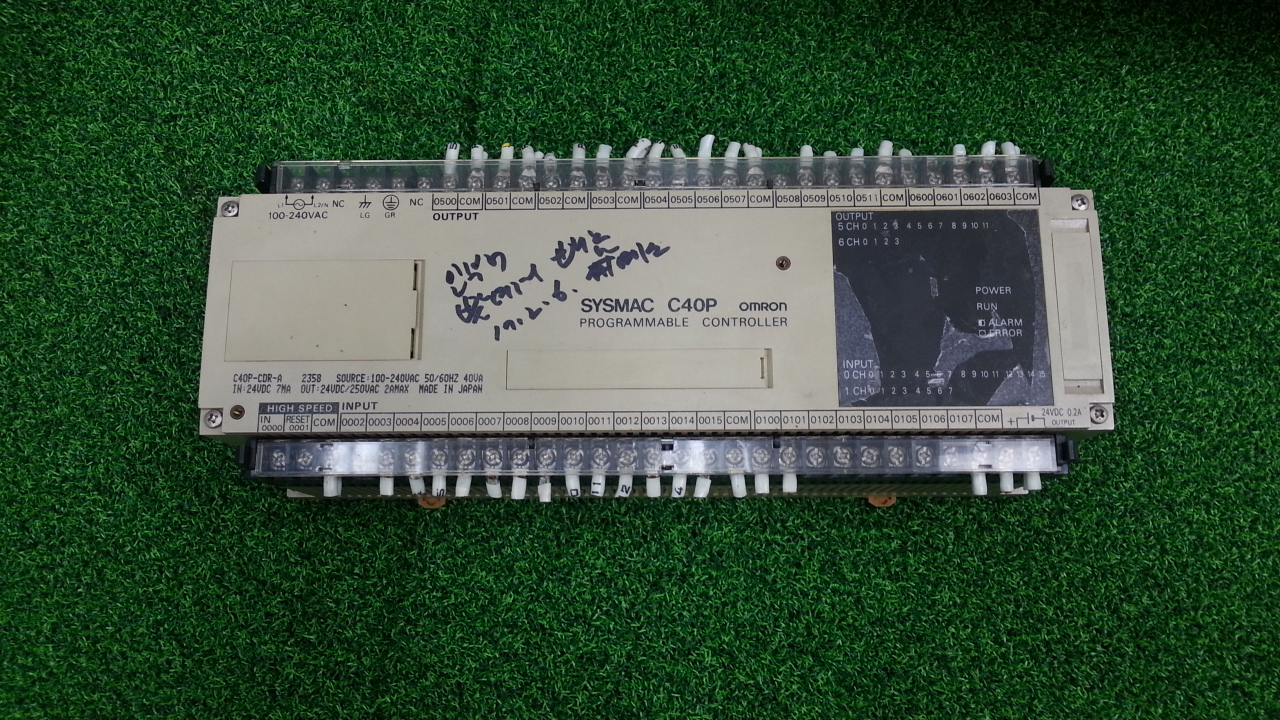 L1 L2/N NC LG GR NC 0500 COM 0501 COM 0502 COM 0503 COM 0504 0505 0506 0507 COM 0508 0509 0510 0511 COM 0600 0601 0602 0603 COM
100-240VAC
OUTPUT
OUTPUT
5 CH 0 1 2 3 4 5 6 7 8 9 10 11
6 CH 0 1 2 3
19.2.6.
SYSMAC C40P OMRON
PROGRAMMABLE CONTROLLER
POWER
RUN
ALARM
ERROR
INPUT
0 CH 0 1 2 3 4 5 6 7 8 9 10 11 12 13 14 15
1 CH 0 1 2 3 4 5 6 7
C40P-CDR-A 2358 SOURCE:100-240VAC 50/60HZ 40VA
IN:24VDC 7MA OUT:24VDC/250VAC 2AMAX MADE IN JAPAN
HIGH SPEED INPUT
IN 0000 RESET 0001 COM 0002 0003 0004 0005 0006 0007 0008 0009 0010 0011 0012 0013 0014 0015 COM 0100 0101 0102 0103 0104 0105 0106 0107 COM + 24VDC 0.2A OUTPUT